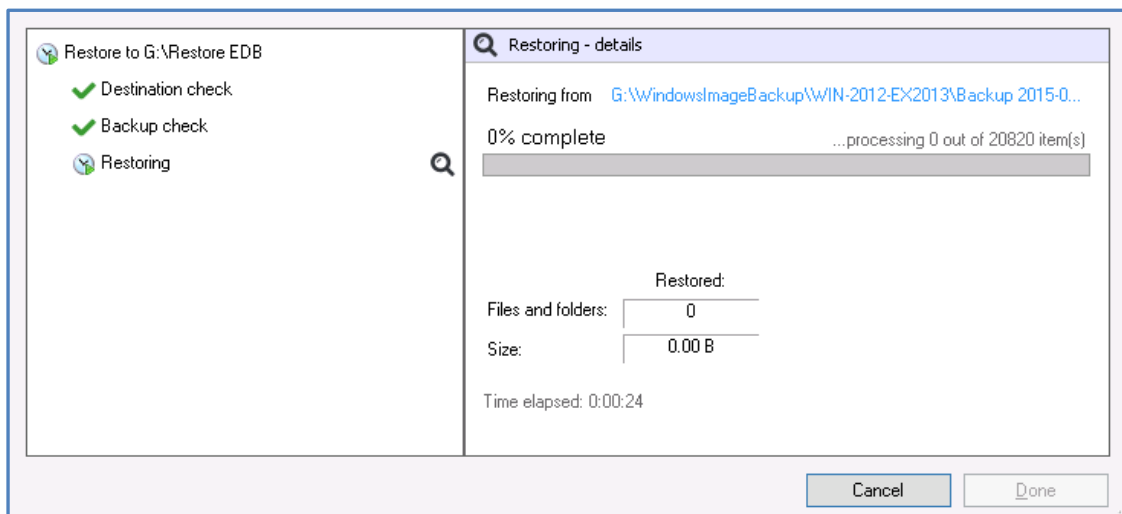 Restore to G:\Restore EDB
Destination check
Backup check
Restoring
Restoring - details
Restoring from G:\WindowsImageBackup\WIN-2012-EX2013\Backup 2015-0...
0% complete ...processing 0 out of 20820 item(s)
Restored:
Files and folders: 0
Size: 0.00 B
Time elapsed: 0:00:24
Cancel Done